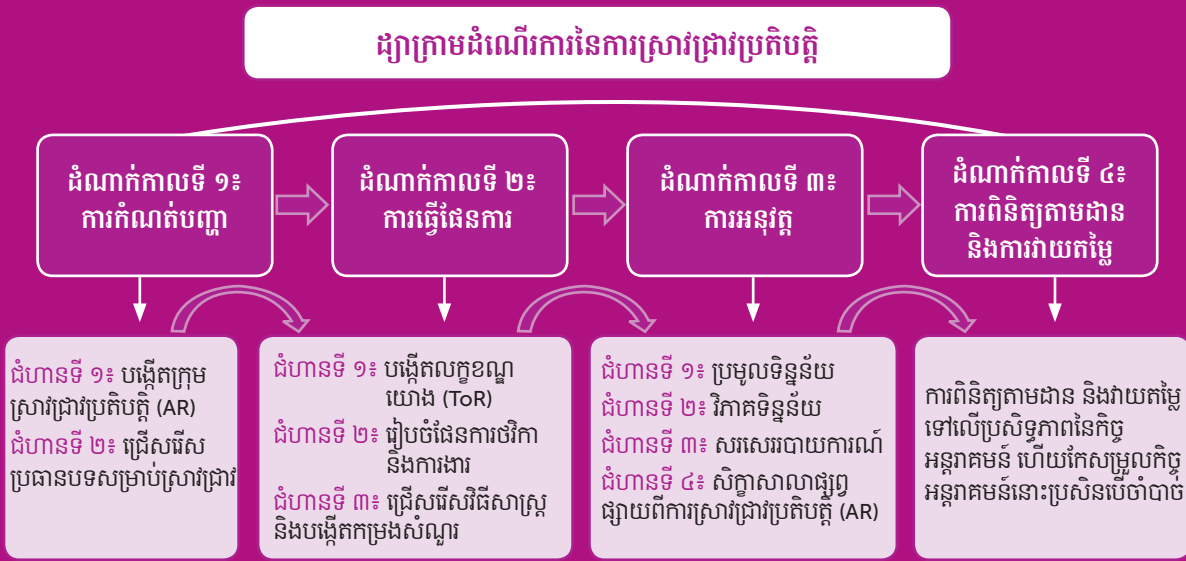 ដ្យាក្រាមដំណើរការនៃការស្រាវជ្រាវប្រតិបត្តិ
ដំណាក់កាលទី ១៖
ការកំណត់បញ្ហា
ដំណាក់កាលទី ២៖
ការធ្វើផែនការ
ដំណាក់កាលទី ៣៖
ការអនុវត្ត
ដំណាក់កាលទី ៤៖
ការពិនិត្យតាមដាន
និងការវាយតម្លៃ
ជំហានទី ១៖ បង្កើតក្រុម
ស្រាវជ្រាវប្រតិបត្តិ (AR)
ជំហានទី ២៖ ជ្រើសរើស
ប្រធានបទសម្រាប់ស្រាវជ្រាវ
ជំហានទី ១៖ បង្កើតលក្ខខណ្ឌ
យោង (ToR)
ជំហានទី ២៖ រៀបចំផែនការថវិកា
និងការងារ
ជំហានទី ៣៖ ជ្រើសរើសវិធីសាស្ត្រ
និងបង្កើតកម្រងសំណួរ
ជំហានទី ១៖ ប្រមូលទិន្នន័យ
ជំហានទី ២៖ វិភាគទិន្នន័យ
ជំហានទី ៣៖ សរសេររបាយការណ៍
ជំហានទី ៤៖ សិក្ខាសាលាផ្សព្វ
ផ្សាយពីការស្រាវជ្រាវប្រតិបត្តិ (AR)
ការពិនិត្យតាមដាន និងវាយតម្លៃ
ទៅលើប្រសិទ្ធភាពនៃកិច្ច
អន្តរាគមន៍ ហើយកែសម្រួលកិច្ច
អន្តរាគមន៍នោះប្រសិនបើចាំបាច់